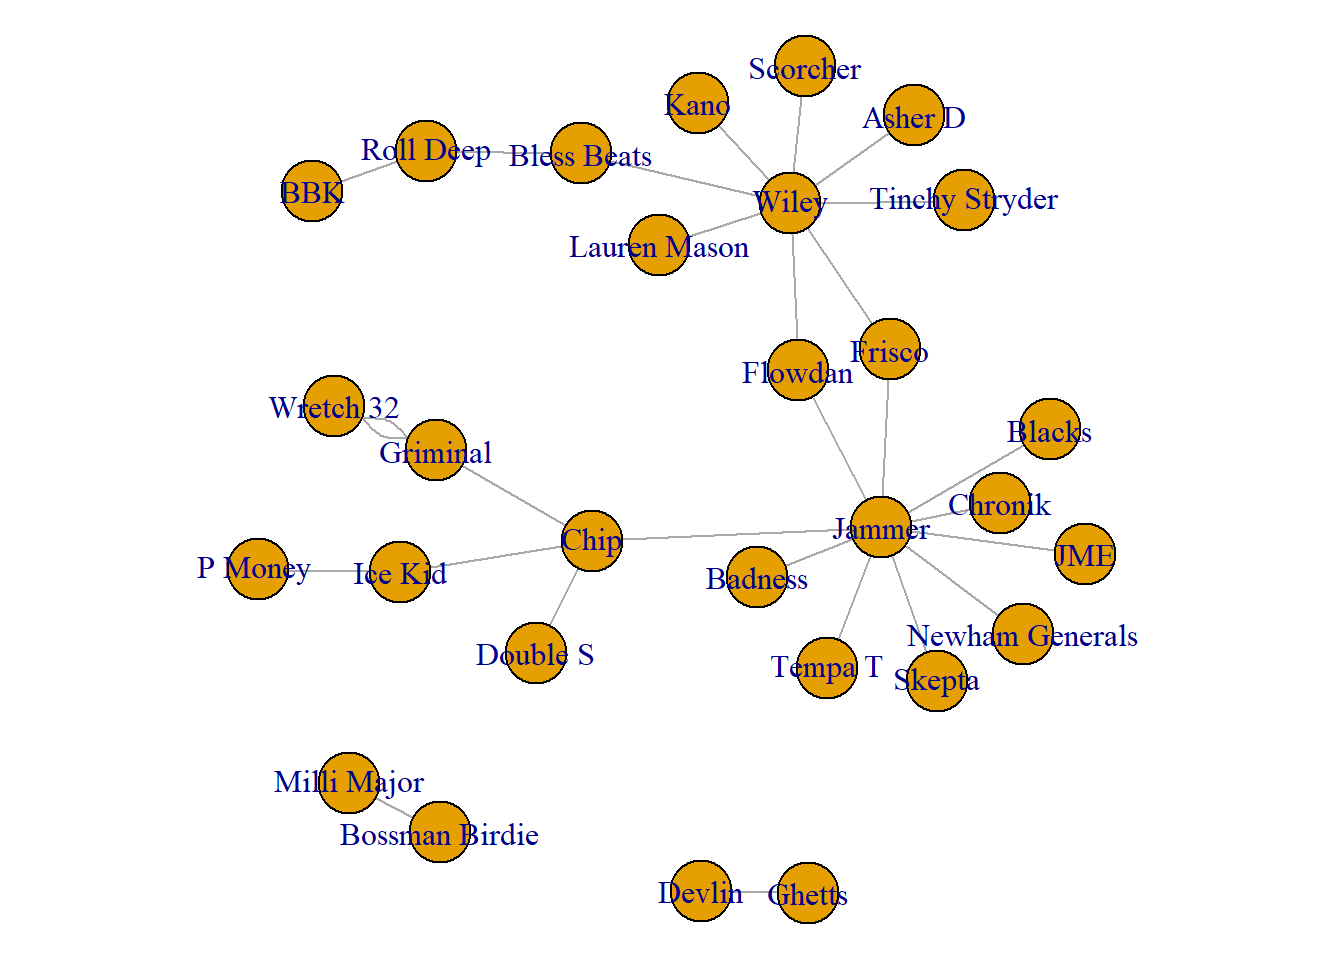 Scorcher
Kano
Asher D
Roll Deep
Bless Beats
BBK
Wiley
Tinchy Stryder
Lauren Mason
Frisco
Flowdan
Wretch 32
Blacks
Griminal
Chronik
Jammer
Chip
JME
P Money
Ice Kid
Badness
Newham Generals
Double S
Tempa T
Skepta
Milli Major
Bossman Birdie
Devlin
Ghetts